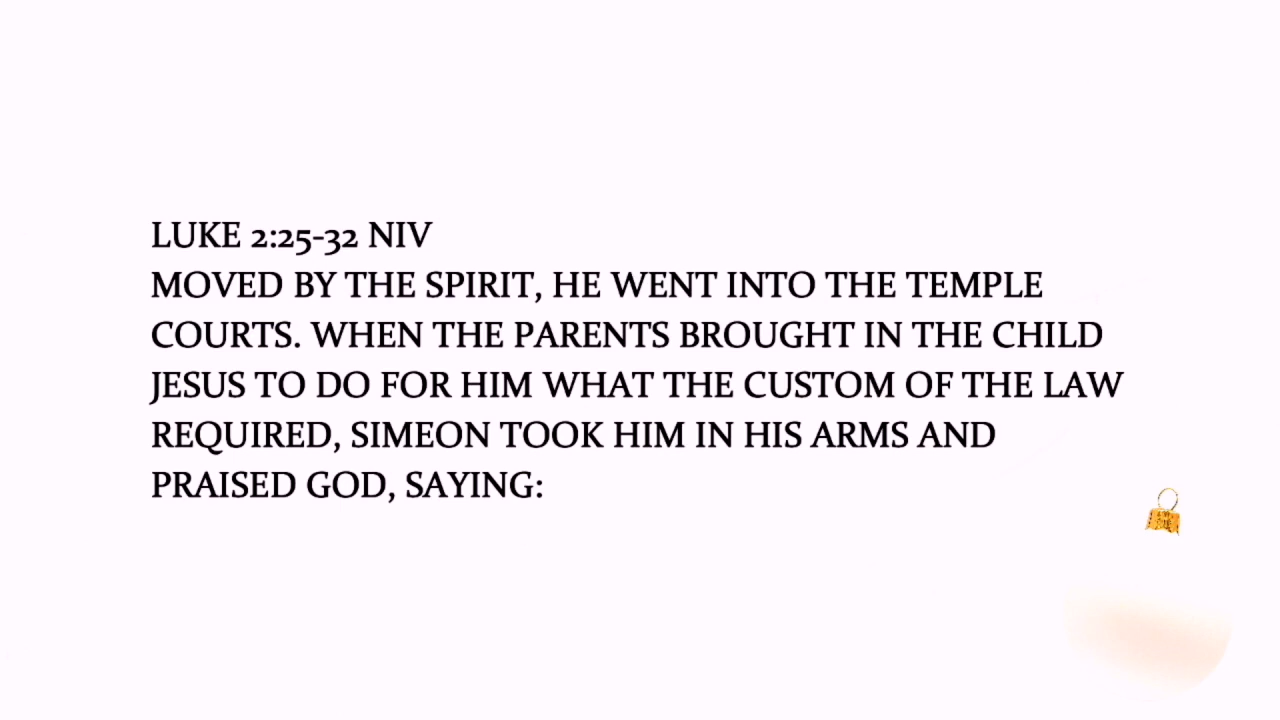 LUKE 2:25-32 NIV
MOVED BY THE SPIRIT, HE WENT INTO THE TEMPLE
COURTS. WHEN THE PARENTS BROUGHT IN THE CHILD
JESUS TO DO FOR HIM WHAT THE CUSTOM OF THE LAW
REQUIRED, SIMEON TOOK HIM IN HIS ARMS AND
PRAISED GOD, SAYING: